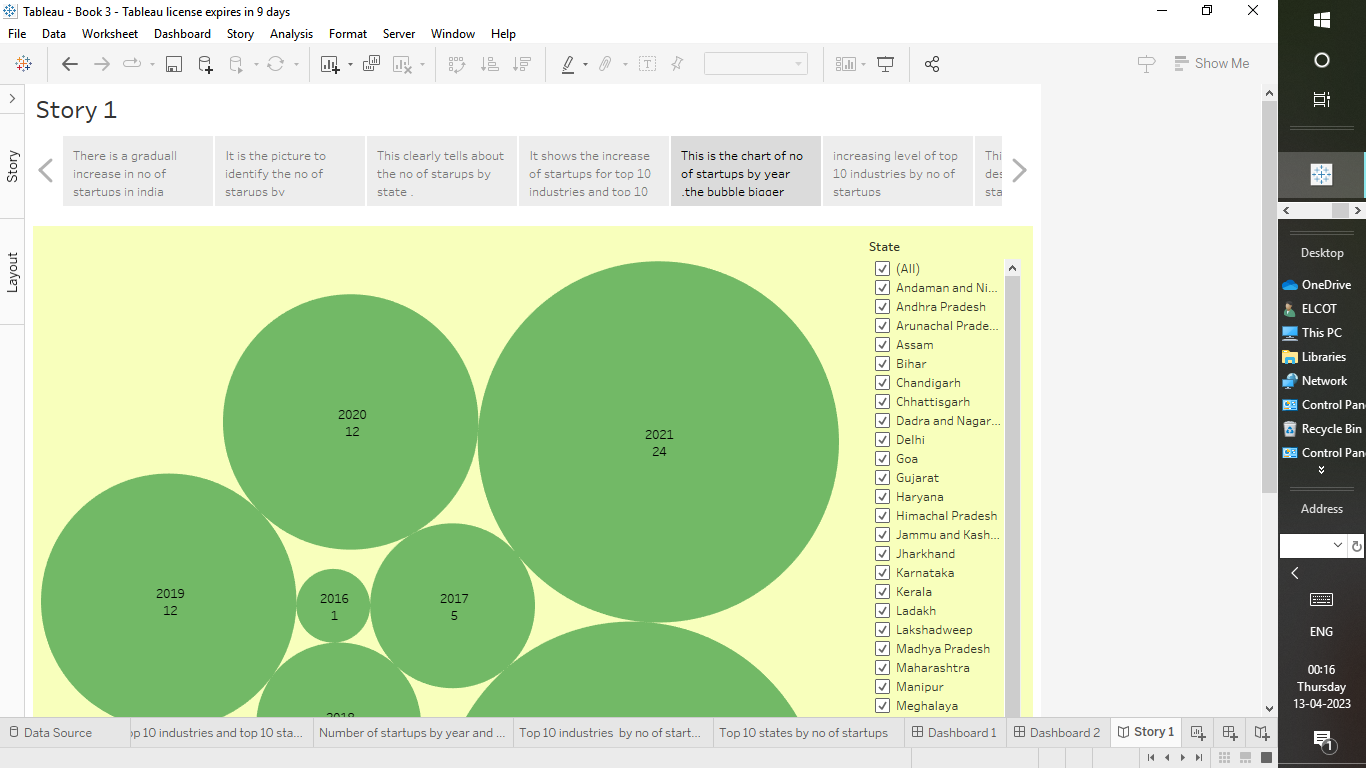 Tableau - Book 3 - Tableau license expires in 9 days
File Data Worksheet Dashboard Story Analysis Format Server Window Help
Show Me
Story
Layout
Story 1
There is a graduall
increase in no of
startups in india
It is the picture to
identify the no of
starups by
This clearly tells about
the no of starups by
state .
It shows the increase
of startups for top 10
industries and top 10
This is the chart of no
of startups by year
.the bubble bigger
increasing level of top
10 industries by no of
startups
2020
12
2021
24
2019
12
2016
1
2017
5
2018
State
(All)
Andaman and Ni...
Andhra Pradesh
Arunachal Prade...
Assam
Bihar
Chandigarh
Chhattisgarh
Dadra and Nagar...
Delhi
Goa
Gujarat
Haryana
Himachal Pradesh
Jammu and Kash...
Jharkhand
Karnataka
Kerala
Ladakh
Lakshadweep
Madhya Pradesh
Maharashtra
Manipur
Meghalaya
Data Source
op 10 industries and top 10 sta...
Number of startups by year and ...
Top 10 industries by no of start...
Top 10 states by no of startups
Dashboard 1
Dashboard 2
Story 1
Desktop
OneDrive
ELCOT
This PC
Libraries
Network
Control Pan
Recycle Bin
Control Pan
Address
ENG
00:16
Thursday
13-04-2023
1